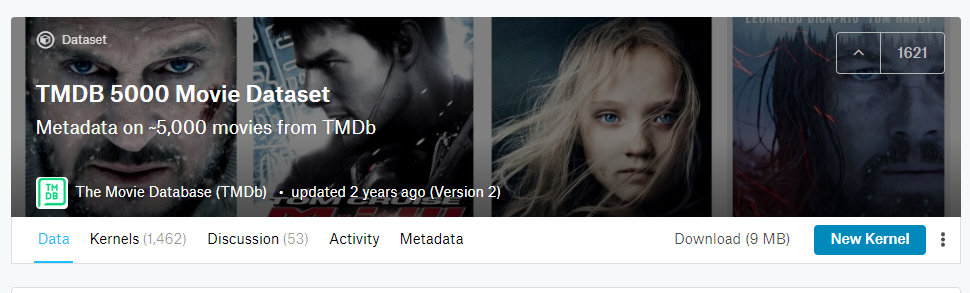 LEONARDO DICAPRIO TOM HARDY
Dataset
1621
TMDB 5000 Movie Dataset
Metadata on ~5,000 movies from TMDb
TM
DB
The Movie Database (TMDb) • updated 2 years ago (Version 2)
TOM CRUISE
Data Kernels (1,462) Discussion (53) Activity Metadata Download (9 MB) New Kernel